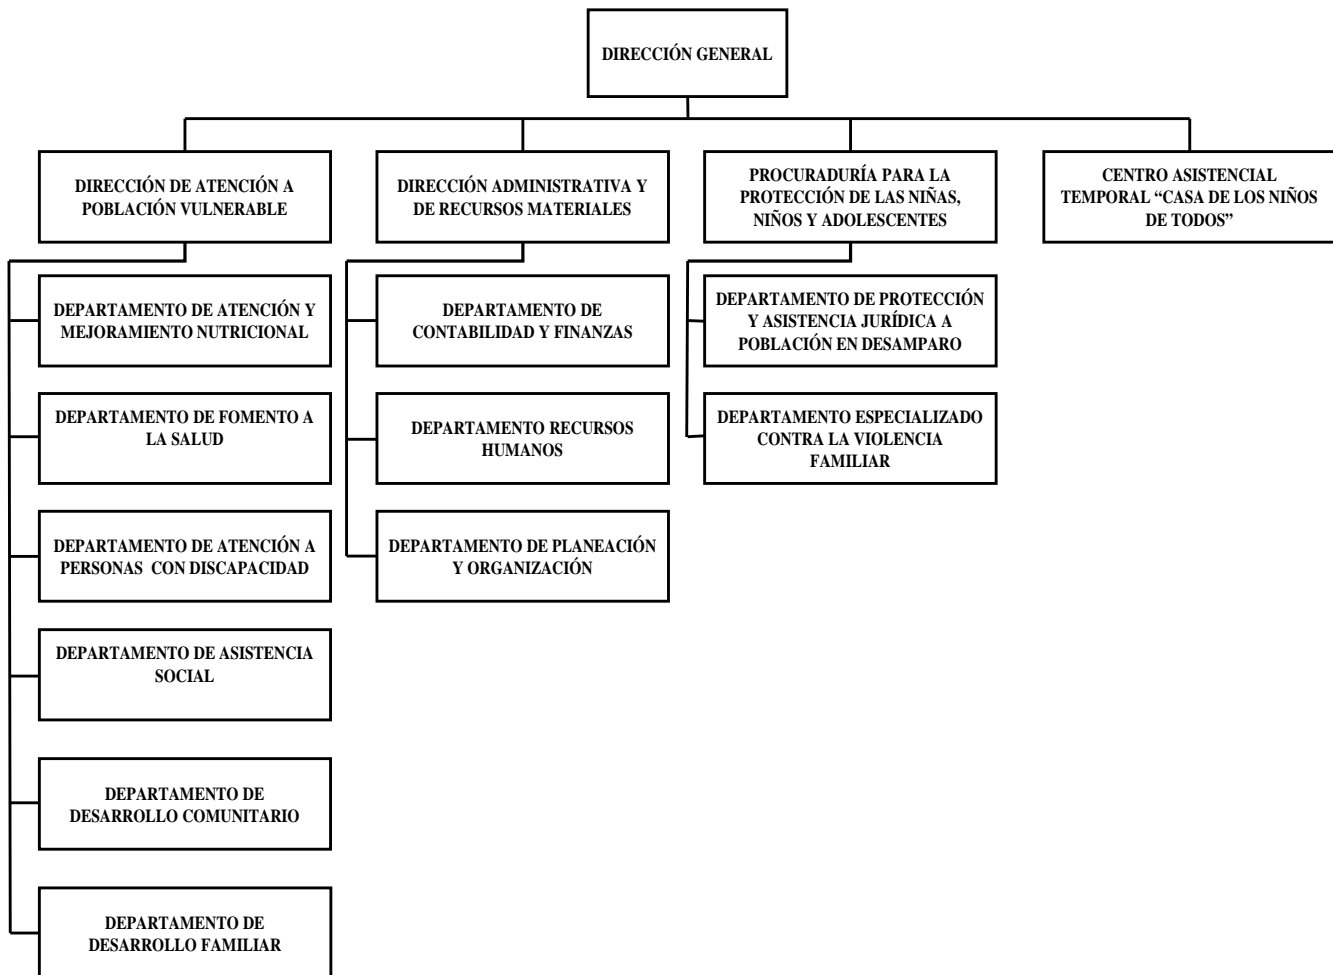 DIRECCIÓN GENERAL
DIRECCIÓN DE ATENCIÓN A
POBLACIÓN VULNERABLE
DIRECCIÓN ADMINISTRATIVA Y
DE RECURSOS MATERIALES
PROCURADURÍA PARA LA
PROTECCIÓN DE LAS NIÑAS,
NIÑOS Y ADOLESCENTES
CENTRO ASISTENCIAL
TEMPORAL “CASA DE LOS NIÑOS
DE TODOS”
DEPARTAMENTO DE ATENCIÓN Y
MEJORAMIENTO NUTRICIONAL
DEPARTAMENTO DE
CONTABILIDAD Y FINANZAS
DEPARTAMENTO DE PROTECCIÓN
Y ASISTENCIA JURÍDICA A
POBLACIÓN EN DESAMPARO
DEPARTAMENTO DE FOMENTO A
LA SALUD
DEPARTAMENTO RECURSOS
HUMANOS
DEPARTAMENTO ESPECIALIZADO
CONTRA LA VIOLENCIA
FAMILIAR
DEPARTAMENTO DE ATENCIÓN A
PERSONAS  CON DISCAPACIDAD
DEPARTAMENTO DE PLANEACIÓN
Y ORGANIZACIÓN
DEPARTAMENTO DE ASISTENCIA
SOCIAL
DEPARTAMENTO DE
DESARROLLO COMUNITARIO
DEPARTAMENTO DE
DESARROLLO FAMILIAR